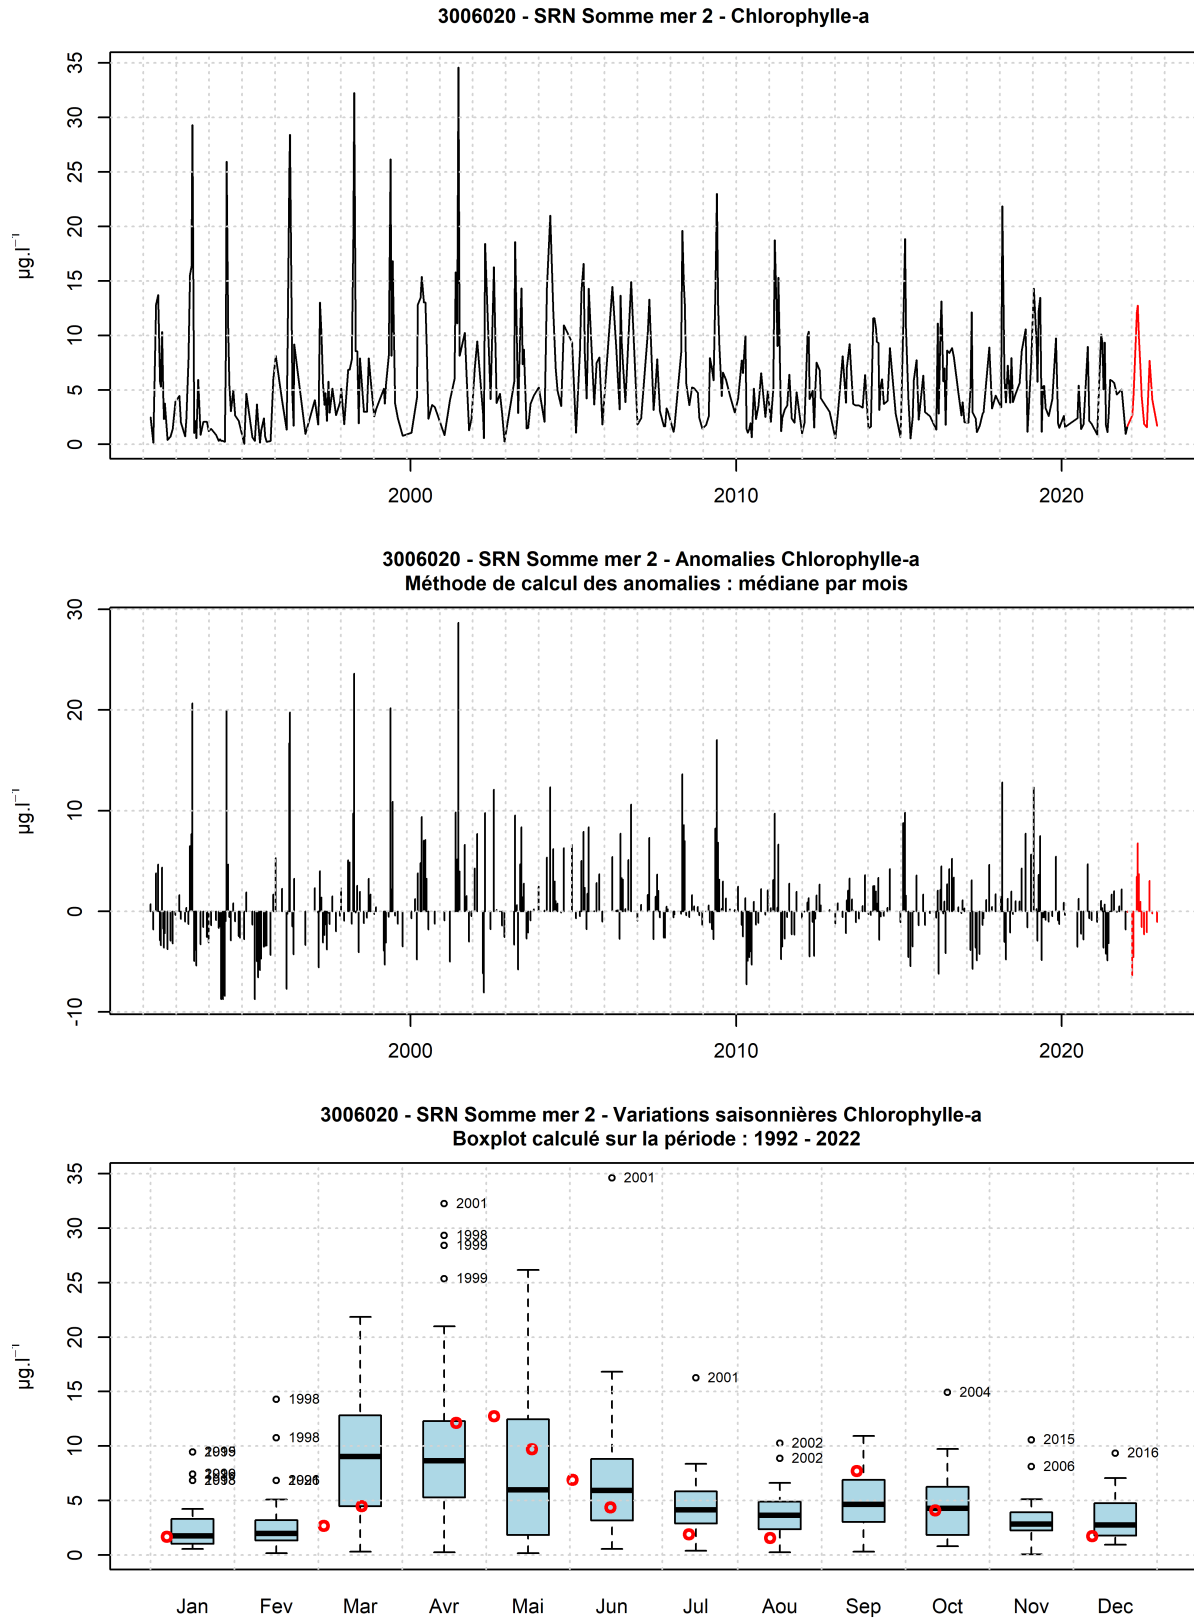 3006020 - SRN Somme mer 2 - Chlorophylle-a
35
30
25
20
15
10
5
0
µg.l⁻¹
2000
2010
2020
3006020 - SRN Somme mer 2 - Anomalies Chlorophylle-a
Méthode de calcul des anomalies : médiane par mois
30
20
10
0
-10
µg.l⁻¹
2000
2010
2020
3006020 - SRN Somme mer 2 - Variations saisonnières Chlorophylle-a
Boxplot calculé sur la période : 1992 - 2022
35
30
25
20
15
10
5
0
µg.l⁻¹
2001
2001
1998
1999
1999
1998
1998
2001
2004
2002
2002
2015
2006
2016
Jan
Fev
Mar
Avr
Mai
Jun
Jul
Aou
Sep
Oct
Nov
Dec